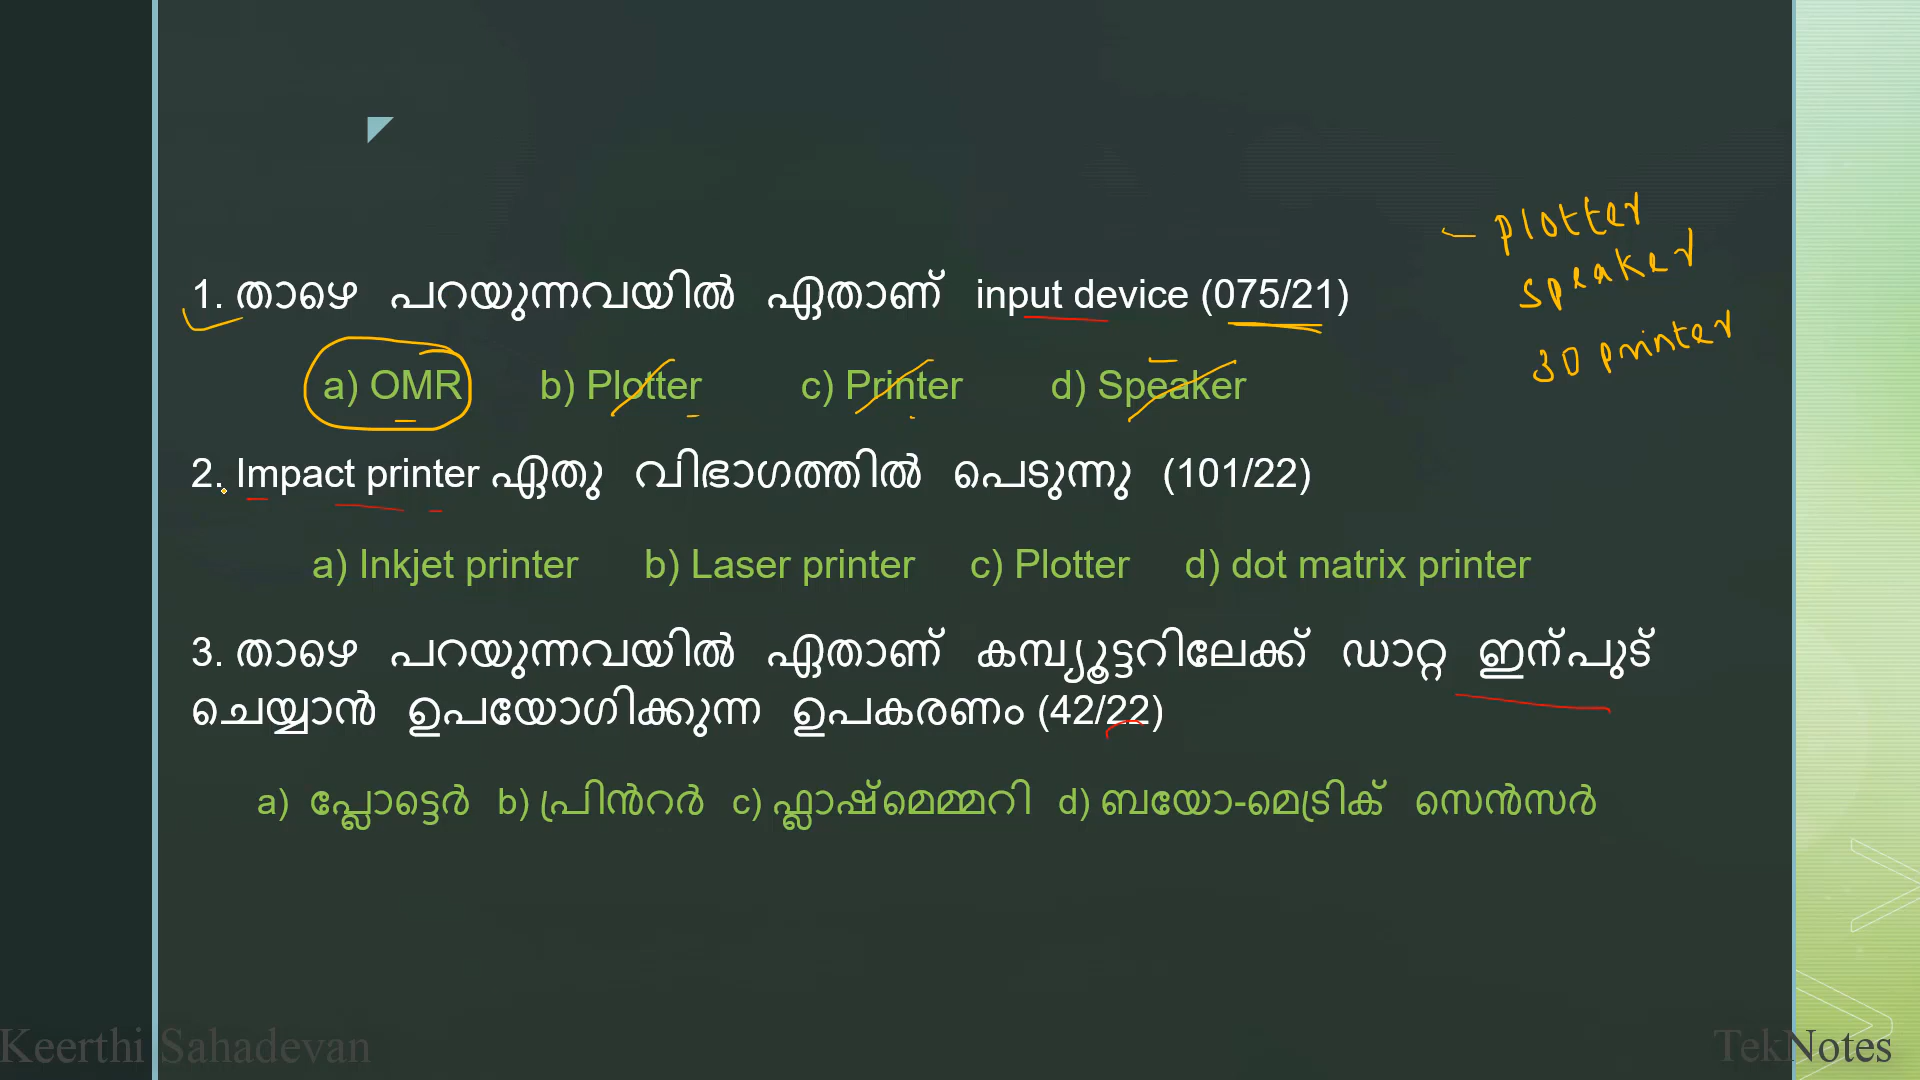 1. താഴെ പറയുന്നവയിൽ ഏതാണ് input device (075/21)
a) OMR b) Plotter c) Printer d) Speaker
2. Impact printer ഏതു വിഭാഗത്തിൽ പെടുന്നു (101/22)
a) Inkjet printer b) Laser printer c) Plotter d) dot matrix printer
3. താഴെ പറയുന്നവയിൽ ഏതാണ് കമ്പ്യൂട്ടറിലേക്ക് ഡാറ്റ ഇന്പുട്
ചെയ്യാൻ ഉപയോഗിക്കുന്ന ഉപകരണം (42/22)
a) പ്ലോട്ടെർ b) പ്രിൻറർ c) ഫ്ലാഷ്മെമ്മറി d) ബയോ-മെട്രിക് സെൻസർ
- plotter
speaker
3D printer
Keerthi Sahadevan
TekNotes